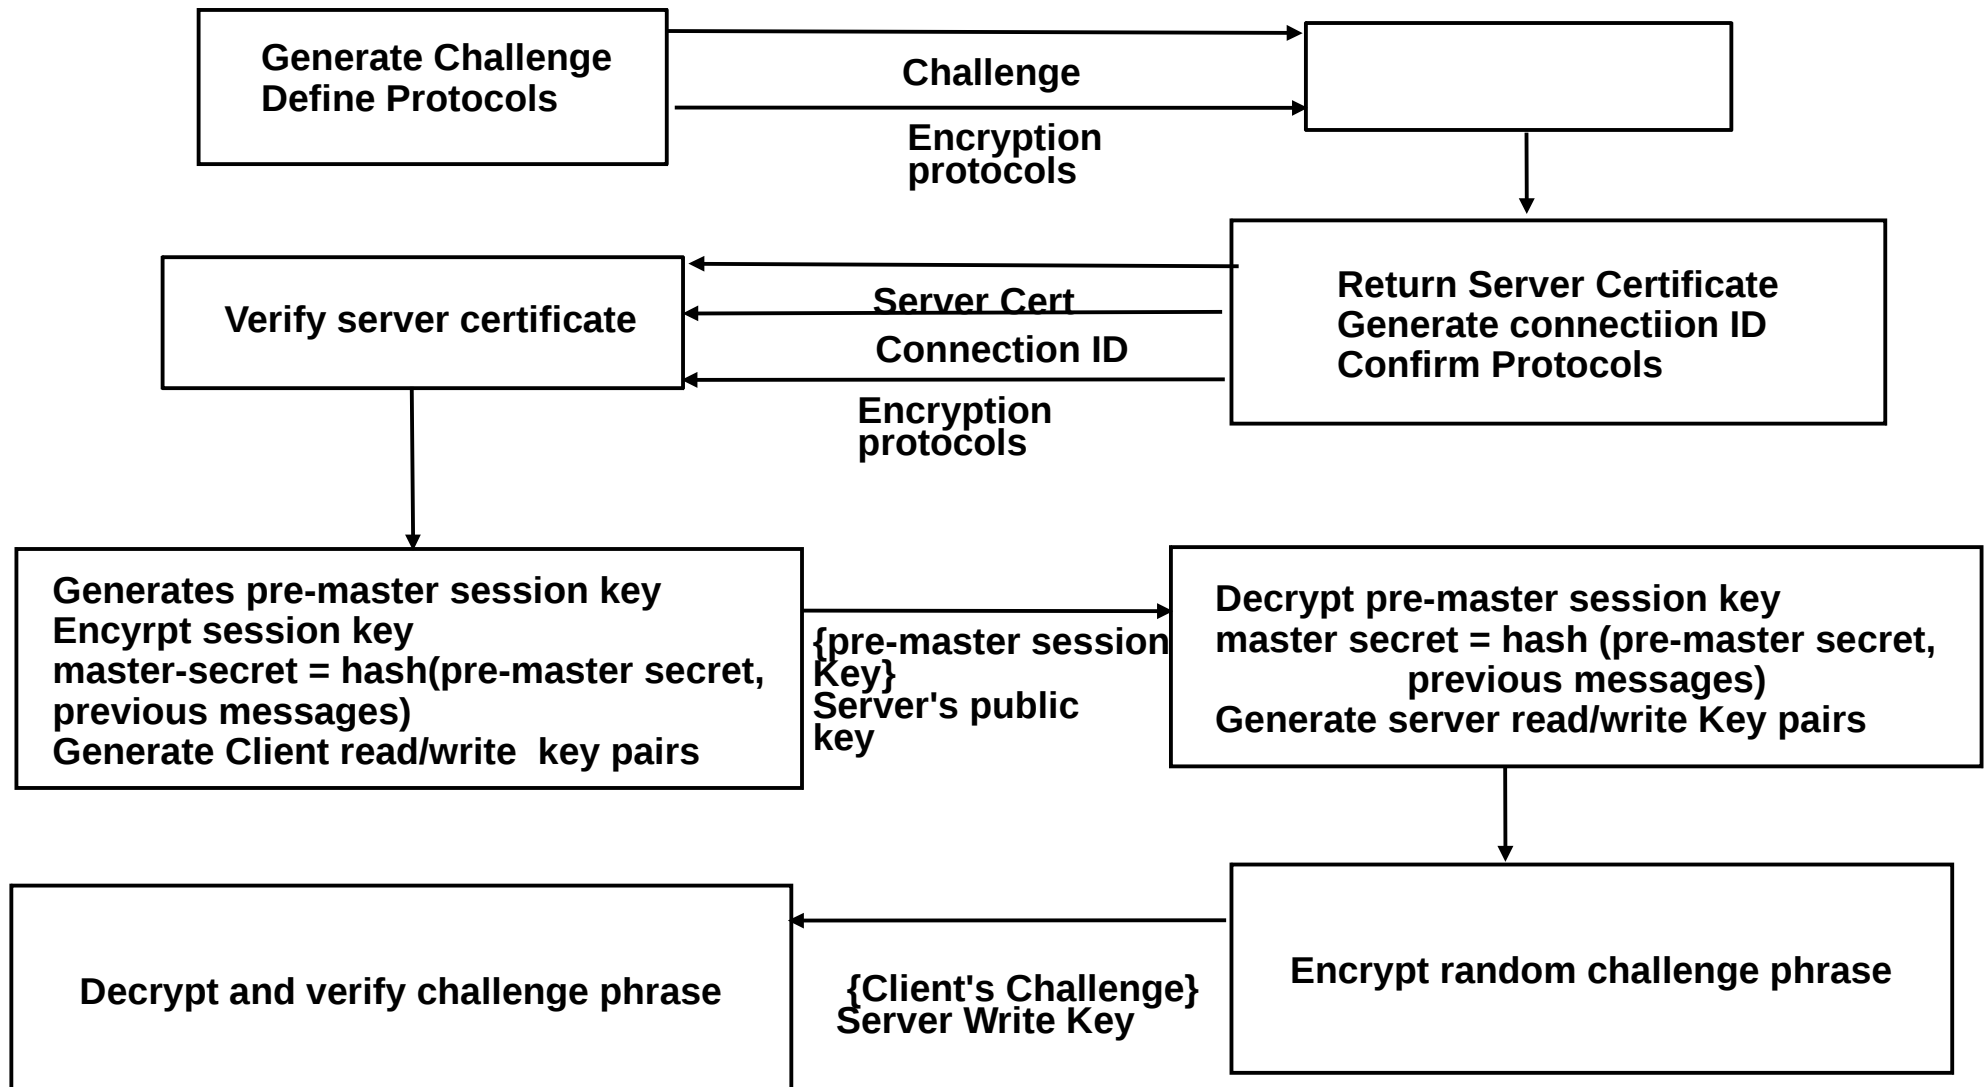 Generate Challenge
Define Protocols
Challenge
Encryption
protocols
Verify server certificate
Server Cert
Connection ID
Encryption
protocols
Return Server Certificate
Generate connectiion ID
Confirm Protocols
Generates pre-master session key
Encyrpt session key
master-secret = hash(pre-master secret,
previous messages)
Generate Client read/write  key pairs
{pre-master session
Key}
Server's public
key
Decrypt pre-master session key
master secret = hash (pre-master secret,
previous messages)
Generate server read/write Key pairs
Decrypt and verify challenge phrase
{Client's Challenge}
Server Write Key
Encrypt random challenge phrase